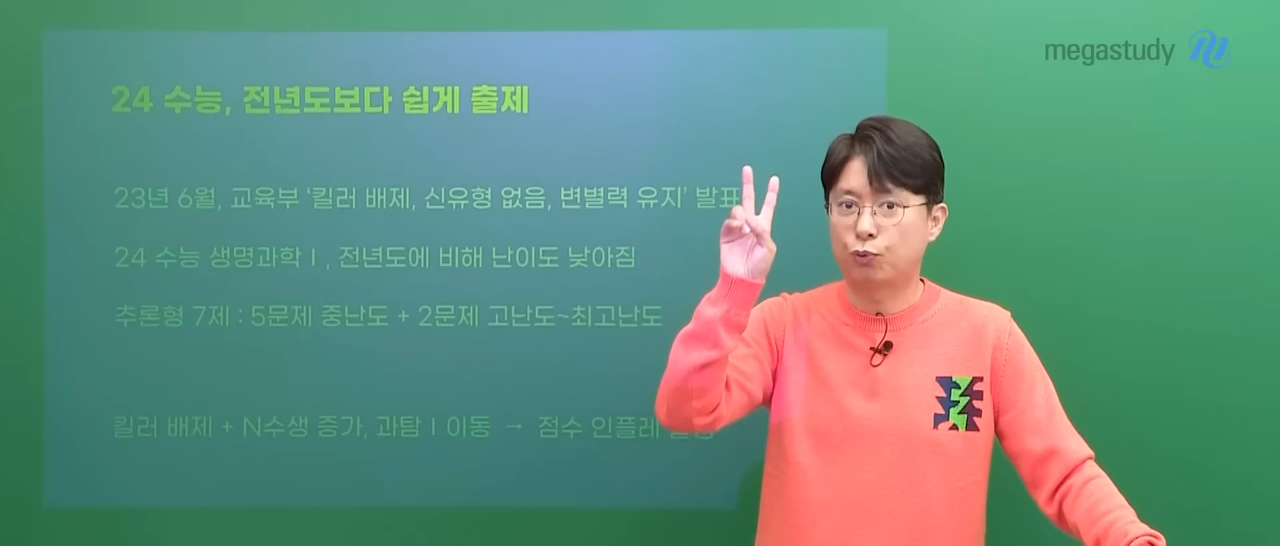 megastudy
24 수능, 전년도보다 쉽게 출제
23년 6월, 교육부 '킬러 배제, 신유형 없음, 변별력 유지' 발표
24 수능 생명과학Ⅰ, 전년도에 비해 난이도 낮아짐
추론형 7제 : 5문제 중난도 + 2문제 고난도~최고난도
킬러 배제 + N수생 증가, 과탐Ⅰ이동 → 점수 인플레